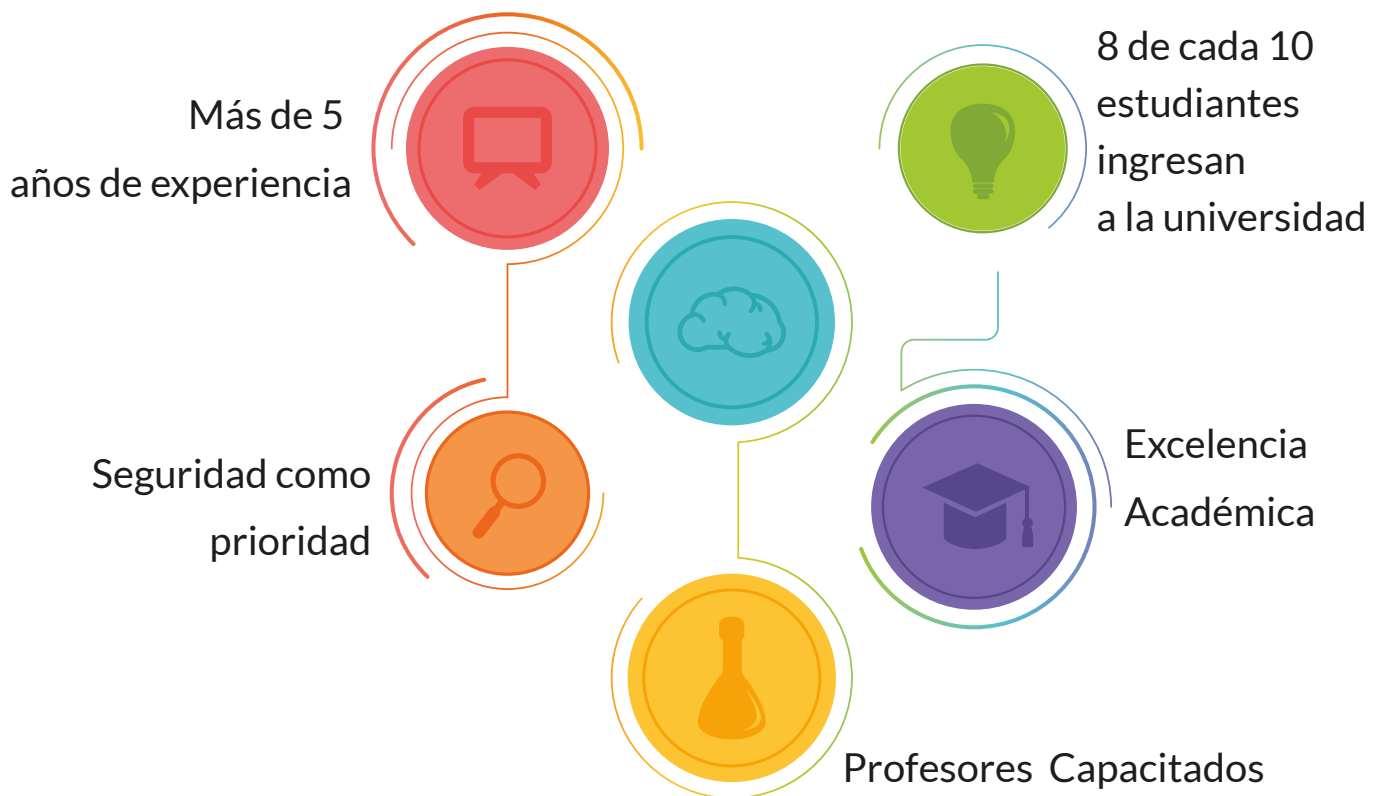 Más de 5
años de experiencia
8 de cada 10
estudiantes
ingresan
a la universidad
Seguridad como
prioridad
Excelencia
Académica
Profesores Capacitados